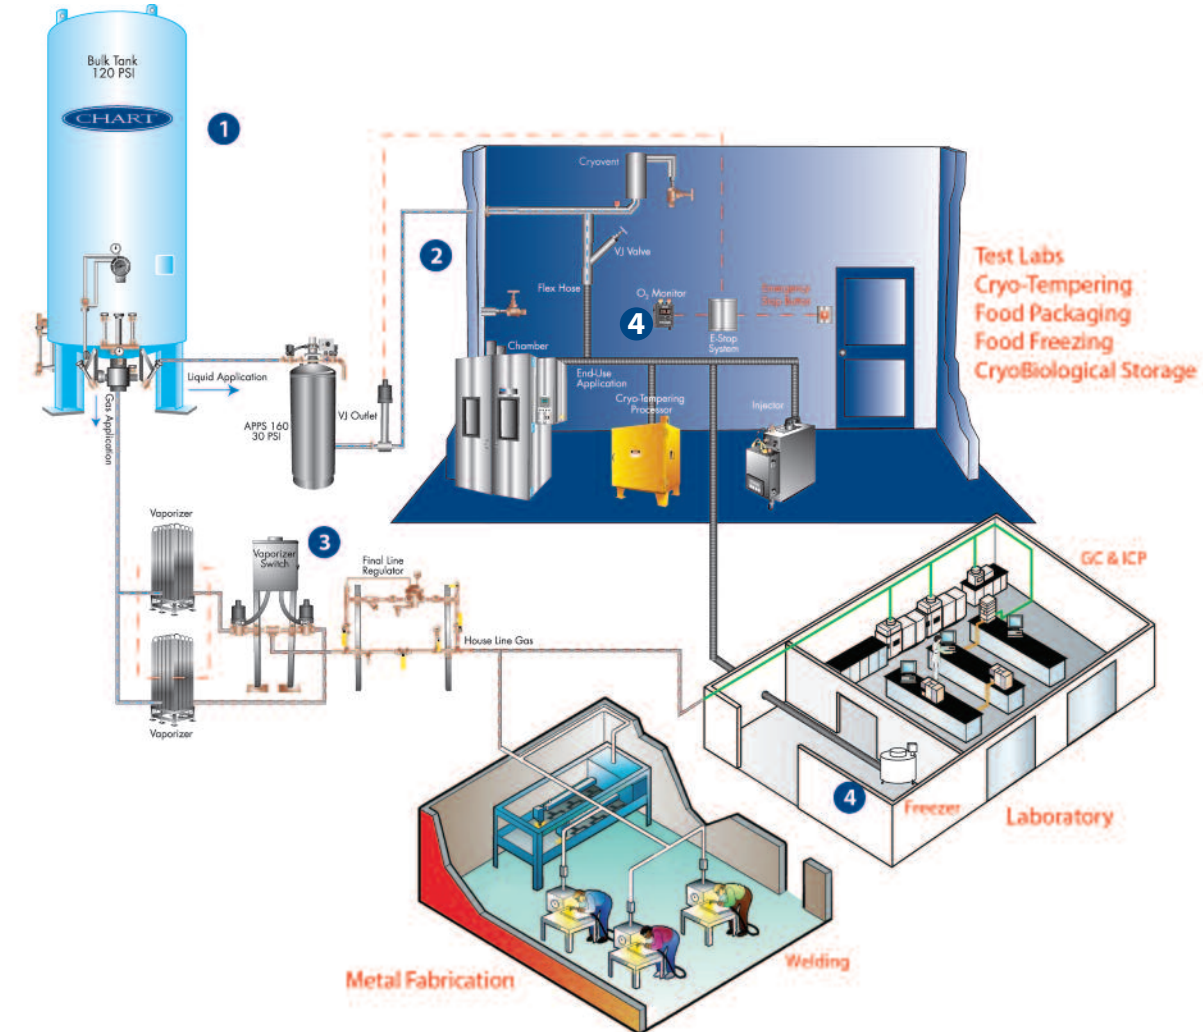 Bulk Tank
120 PSI
CHART
1
Cryovent
2
VJ Valve
Flex Hose
O2 Monitor
Emergency
Stop Button
4
E-Stop
System
Test Labs
Cryo-Tempering
Food Packaging
Food Freezing
CryoBiological Storage
Chamber
End-Use
Application
Cryo-Tempering
Processor
Injector
Liquid Application
Gas Application
VJ Outlet
APPS 160
30 PSI
Vaporizer
Vaporizer
Switch
3
Final Line
Regulator
House Line Gas
Vaporizer
GC & ICP
4
Freezer
Laboratory
Welding
Metal Fabrication